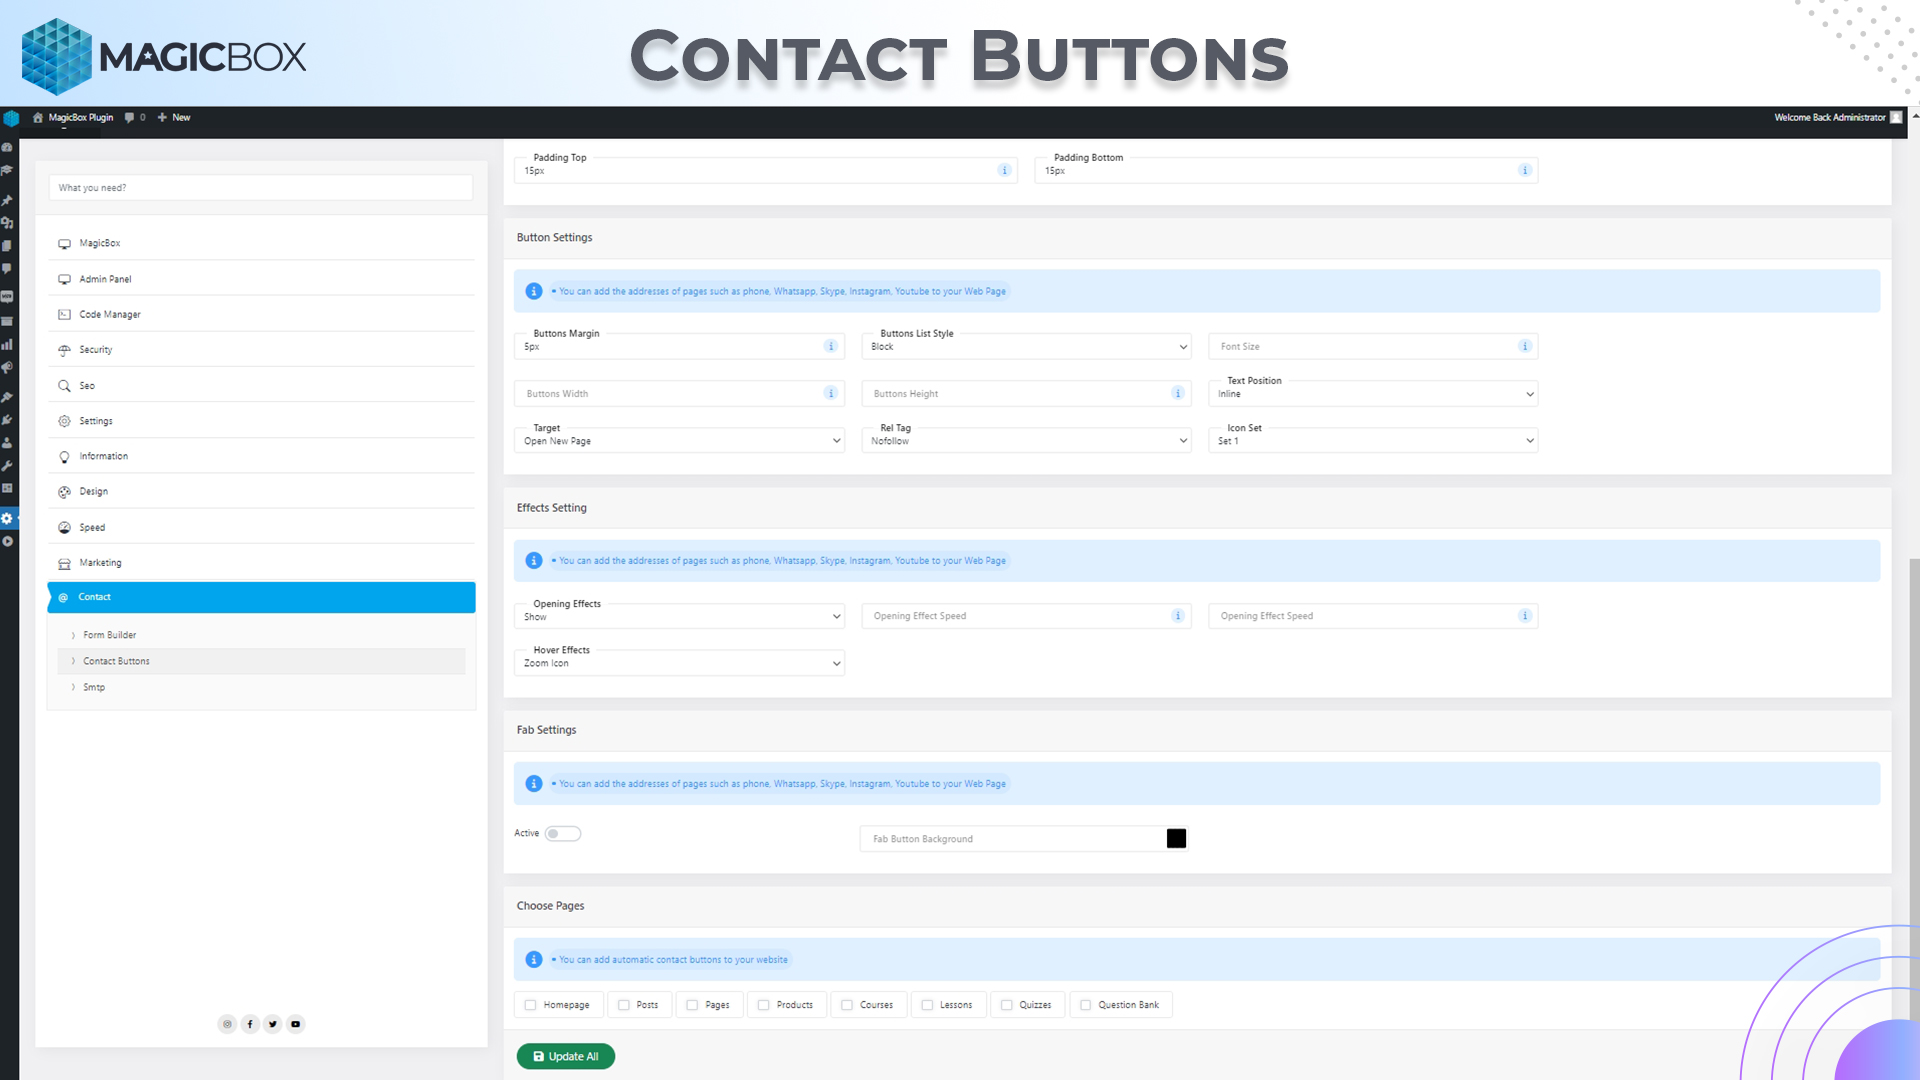 MAGICBOX
CONTACT BUTTONS
MagicBox Plugin 0 New
Welcome Back Administrator
What you need?
MagicBox
Admin Panel
Code Manager
Security
Seo
Settings
Information
Design
Speed
Marketing
Contact
Form Builder
Contact Buttons
Smtp
Padding Top
15px
Padding Bottom
15px
Button Settings
• You can add the addresses of pages such as phone, Whatsapp, Skype, Instagram, Youtube to your Web Page
Buttons Margin
5px
Buttons List Style
Block
Font Size
Buttons Width
Buttons Height
Text Position
Inline
Target
Open New Page
Rel Tag
Nofollow
Icon Set
Set 1
Effects Setting
• You can add the addresses of pages such as phone, Whatsapp, Skype, Instagram, Youtube to your Web Page
Opening Effects
Show
Opening Effect Speed
Opening Effect Speed
Hover Effects
Zoom Icon
Fab Settings
• You can add the addresses of pages such as phone, Whatsapp, Skype, Instagram, Youtube to your Web Page
Active
Fab Button Background
Choose Pages
• You can add automatic contact buttons to your website
Homepage Posts Pages Products Courses Lessons Quizzes Question Bank
Update All